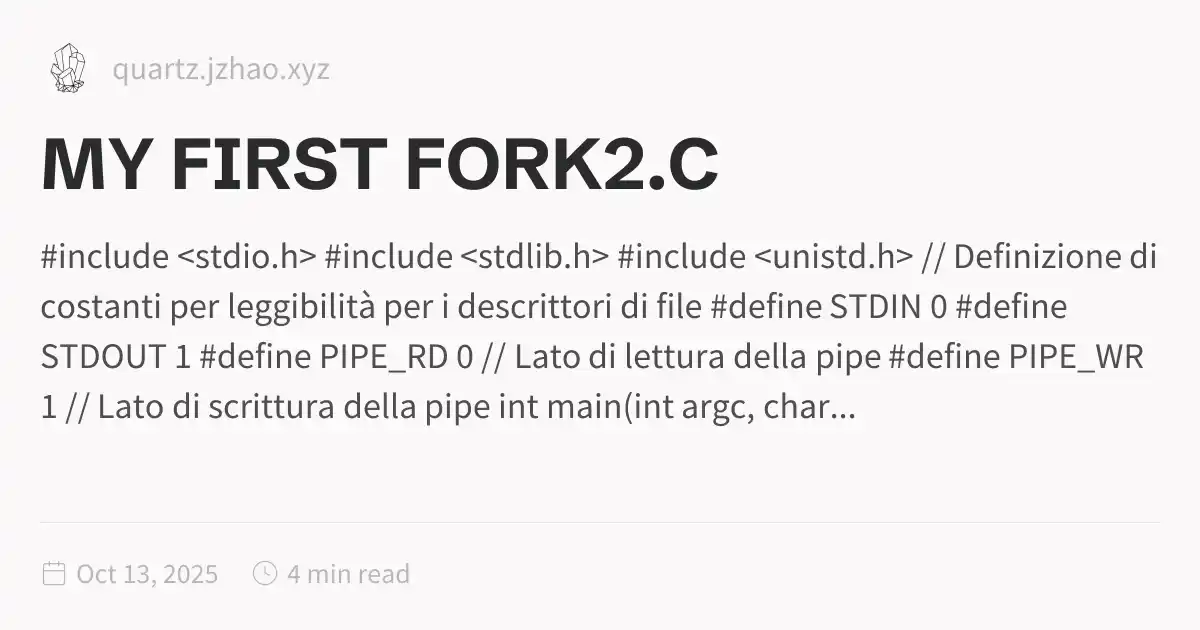 quartz.jzhao.xyz
MY FIRST FORK2.C
#include <stdio.h> #include <stdlib.h> #include <unistd.h> // Definizione di
costanti per leggibilità per i descrittori di file #define STDIN 0 #define
STDOUT 1 #define PIPE_RD 0 // Lato di lettura della pipe #define PIPE_WR
1 // Lato di scrittura della pipe int main(int argc, char...
Oct 13, 2025 4 min read